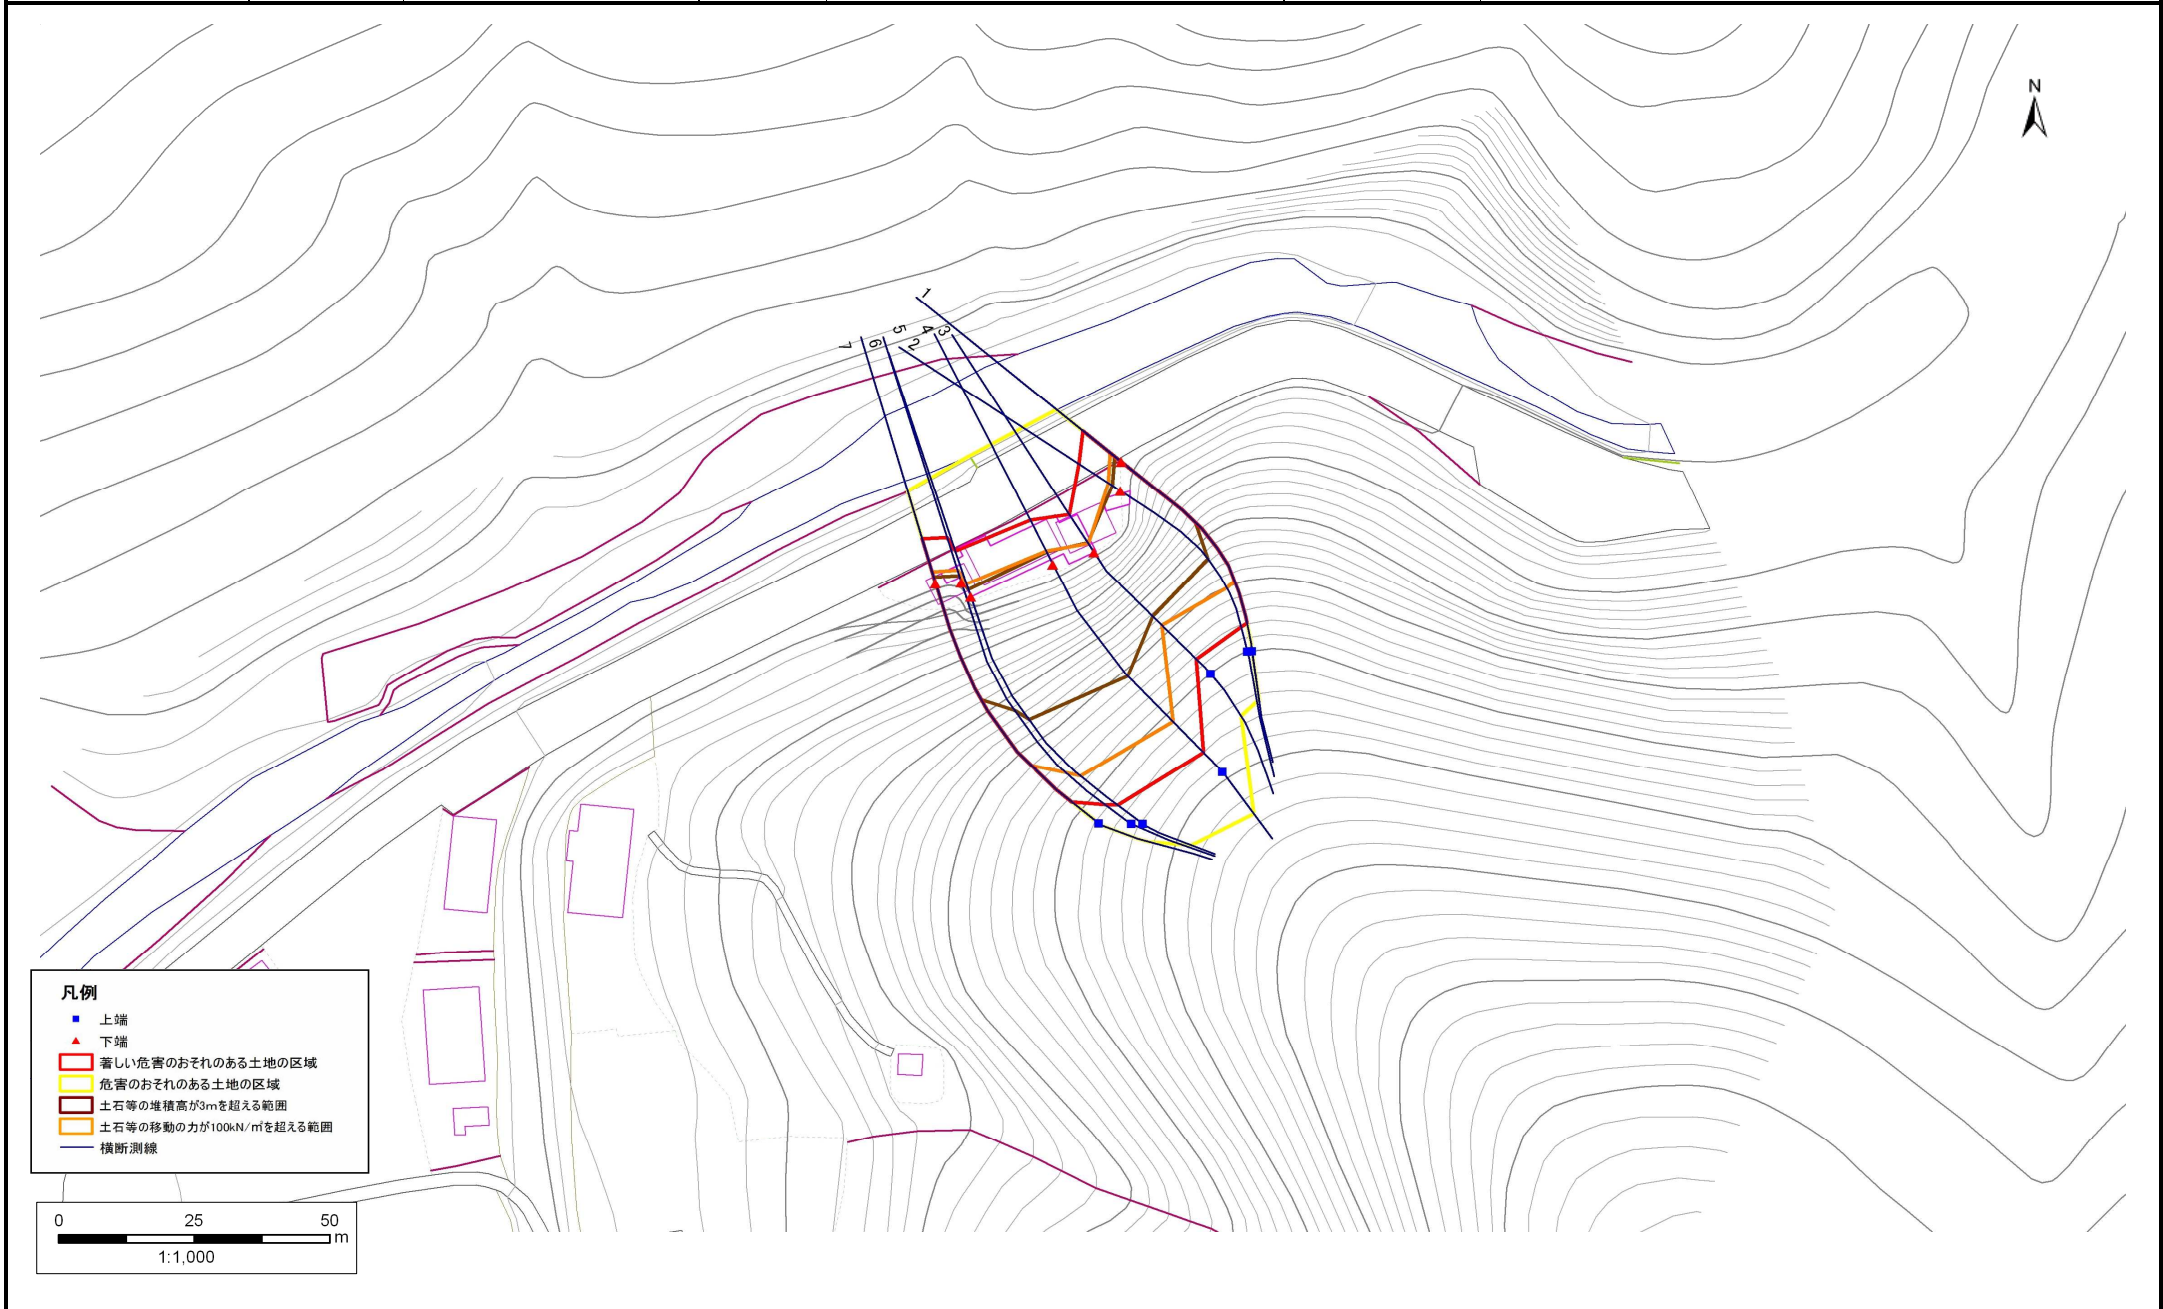 N
1
5
4
3
2
7
6
凡例
上端
下端
著しい危害のおそれのある土地の区域
危害のおそれのある土地の区域
土石等の堆積高が3mを超える範囲
土石等の移動の力が100kN/㎡を超える範囲
横断測線
0 25 50
m
1:1,000